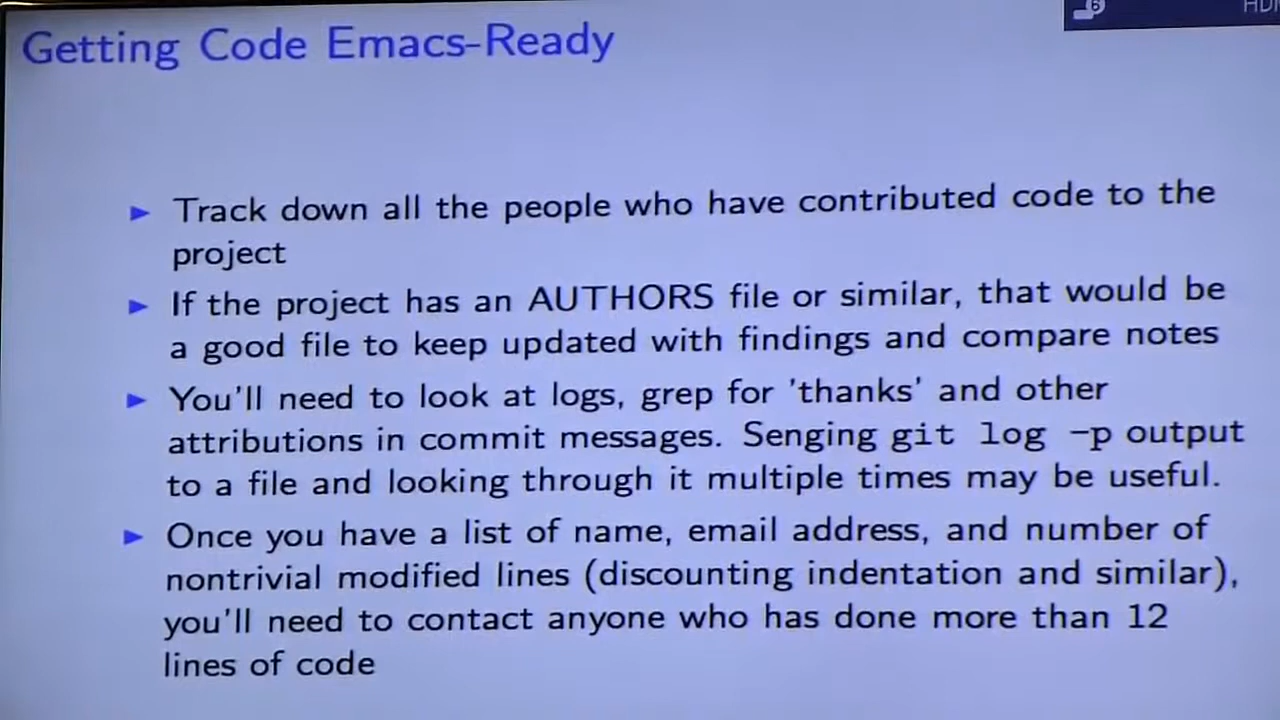 6
HDM
Getting Code Emacs-Ready
► Track down all the people who have contributed code to the
project
► If the project has an AUTHORS file or similar, that would be
a good file to keep updated with findings and compare notes
► You'll need to look at logs, grep for 'thanks' and other
attributions in commit messages. Senging git log -p output
to a file and looking through it multiple times may be useful.
► Once you have a list of name, email address, and number of
nontrivial modified lines (discounting indentation and similar),
you'll need to contact anyone who has done more than 12
lines of code